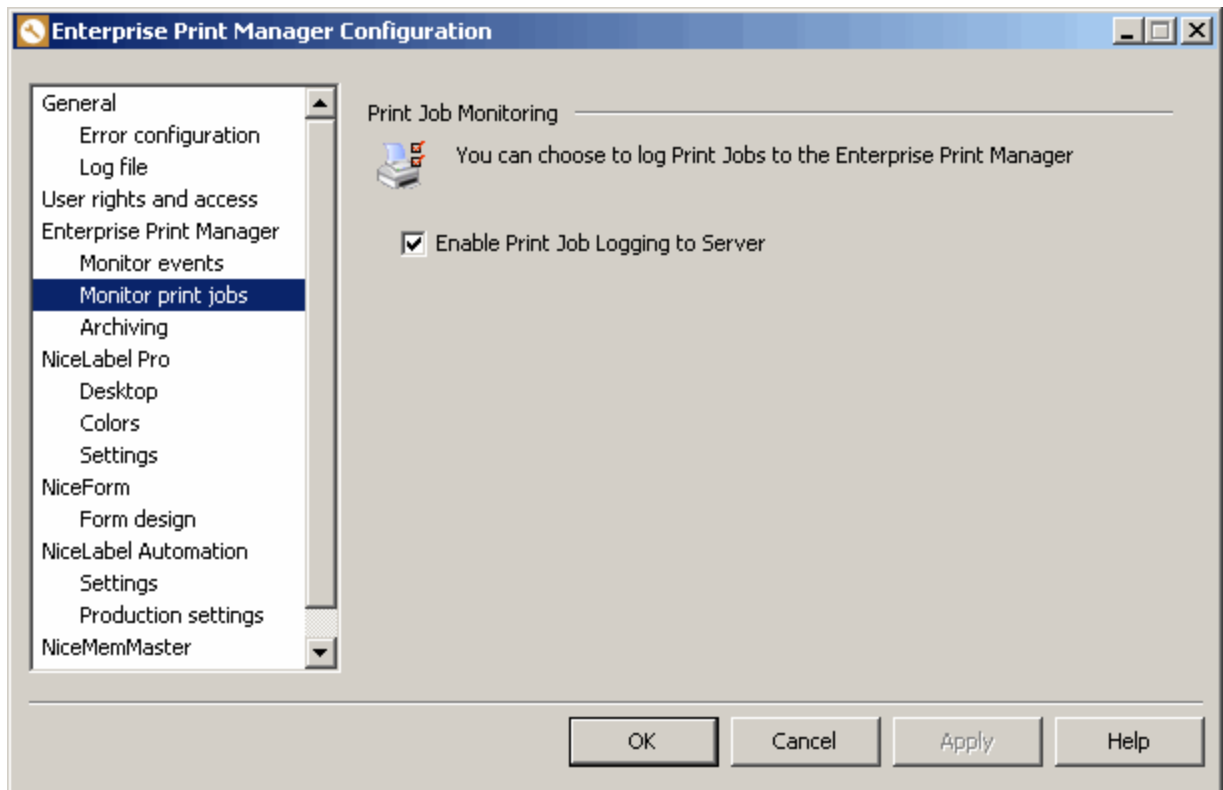 Enterprise Print Manager Configuration
General
Error configuration
Log file
User rights and access
Enterprise Print Manager
Monitor events
Monitor print jobs
Archiving
NiceLabel Pro
Desktop
Colors
Settings
NiceForm
Form design
NiceLabel Automation
Settings
Production settings
NiceMemMaster
Print Job Monitoring
You can choose to log Print Jobs to the Enterprise Print Manager
Enable Print Job Logging to Server
OK Cancel Apply Help